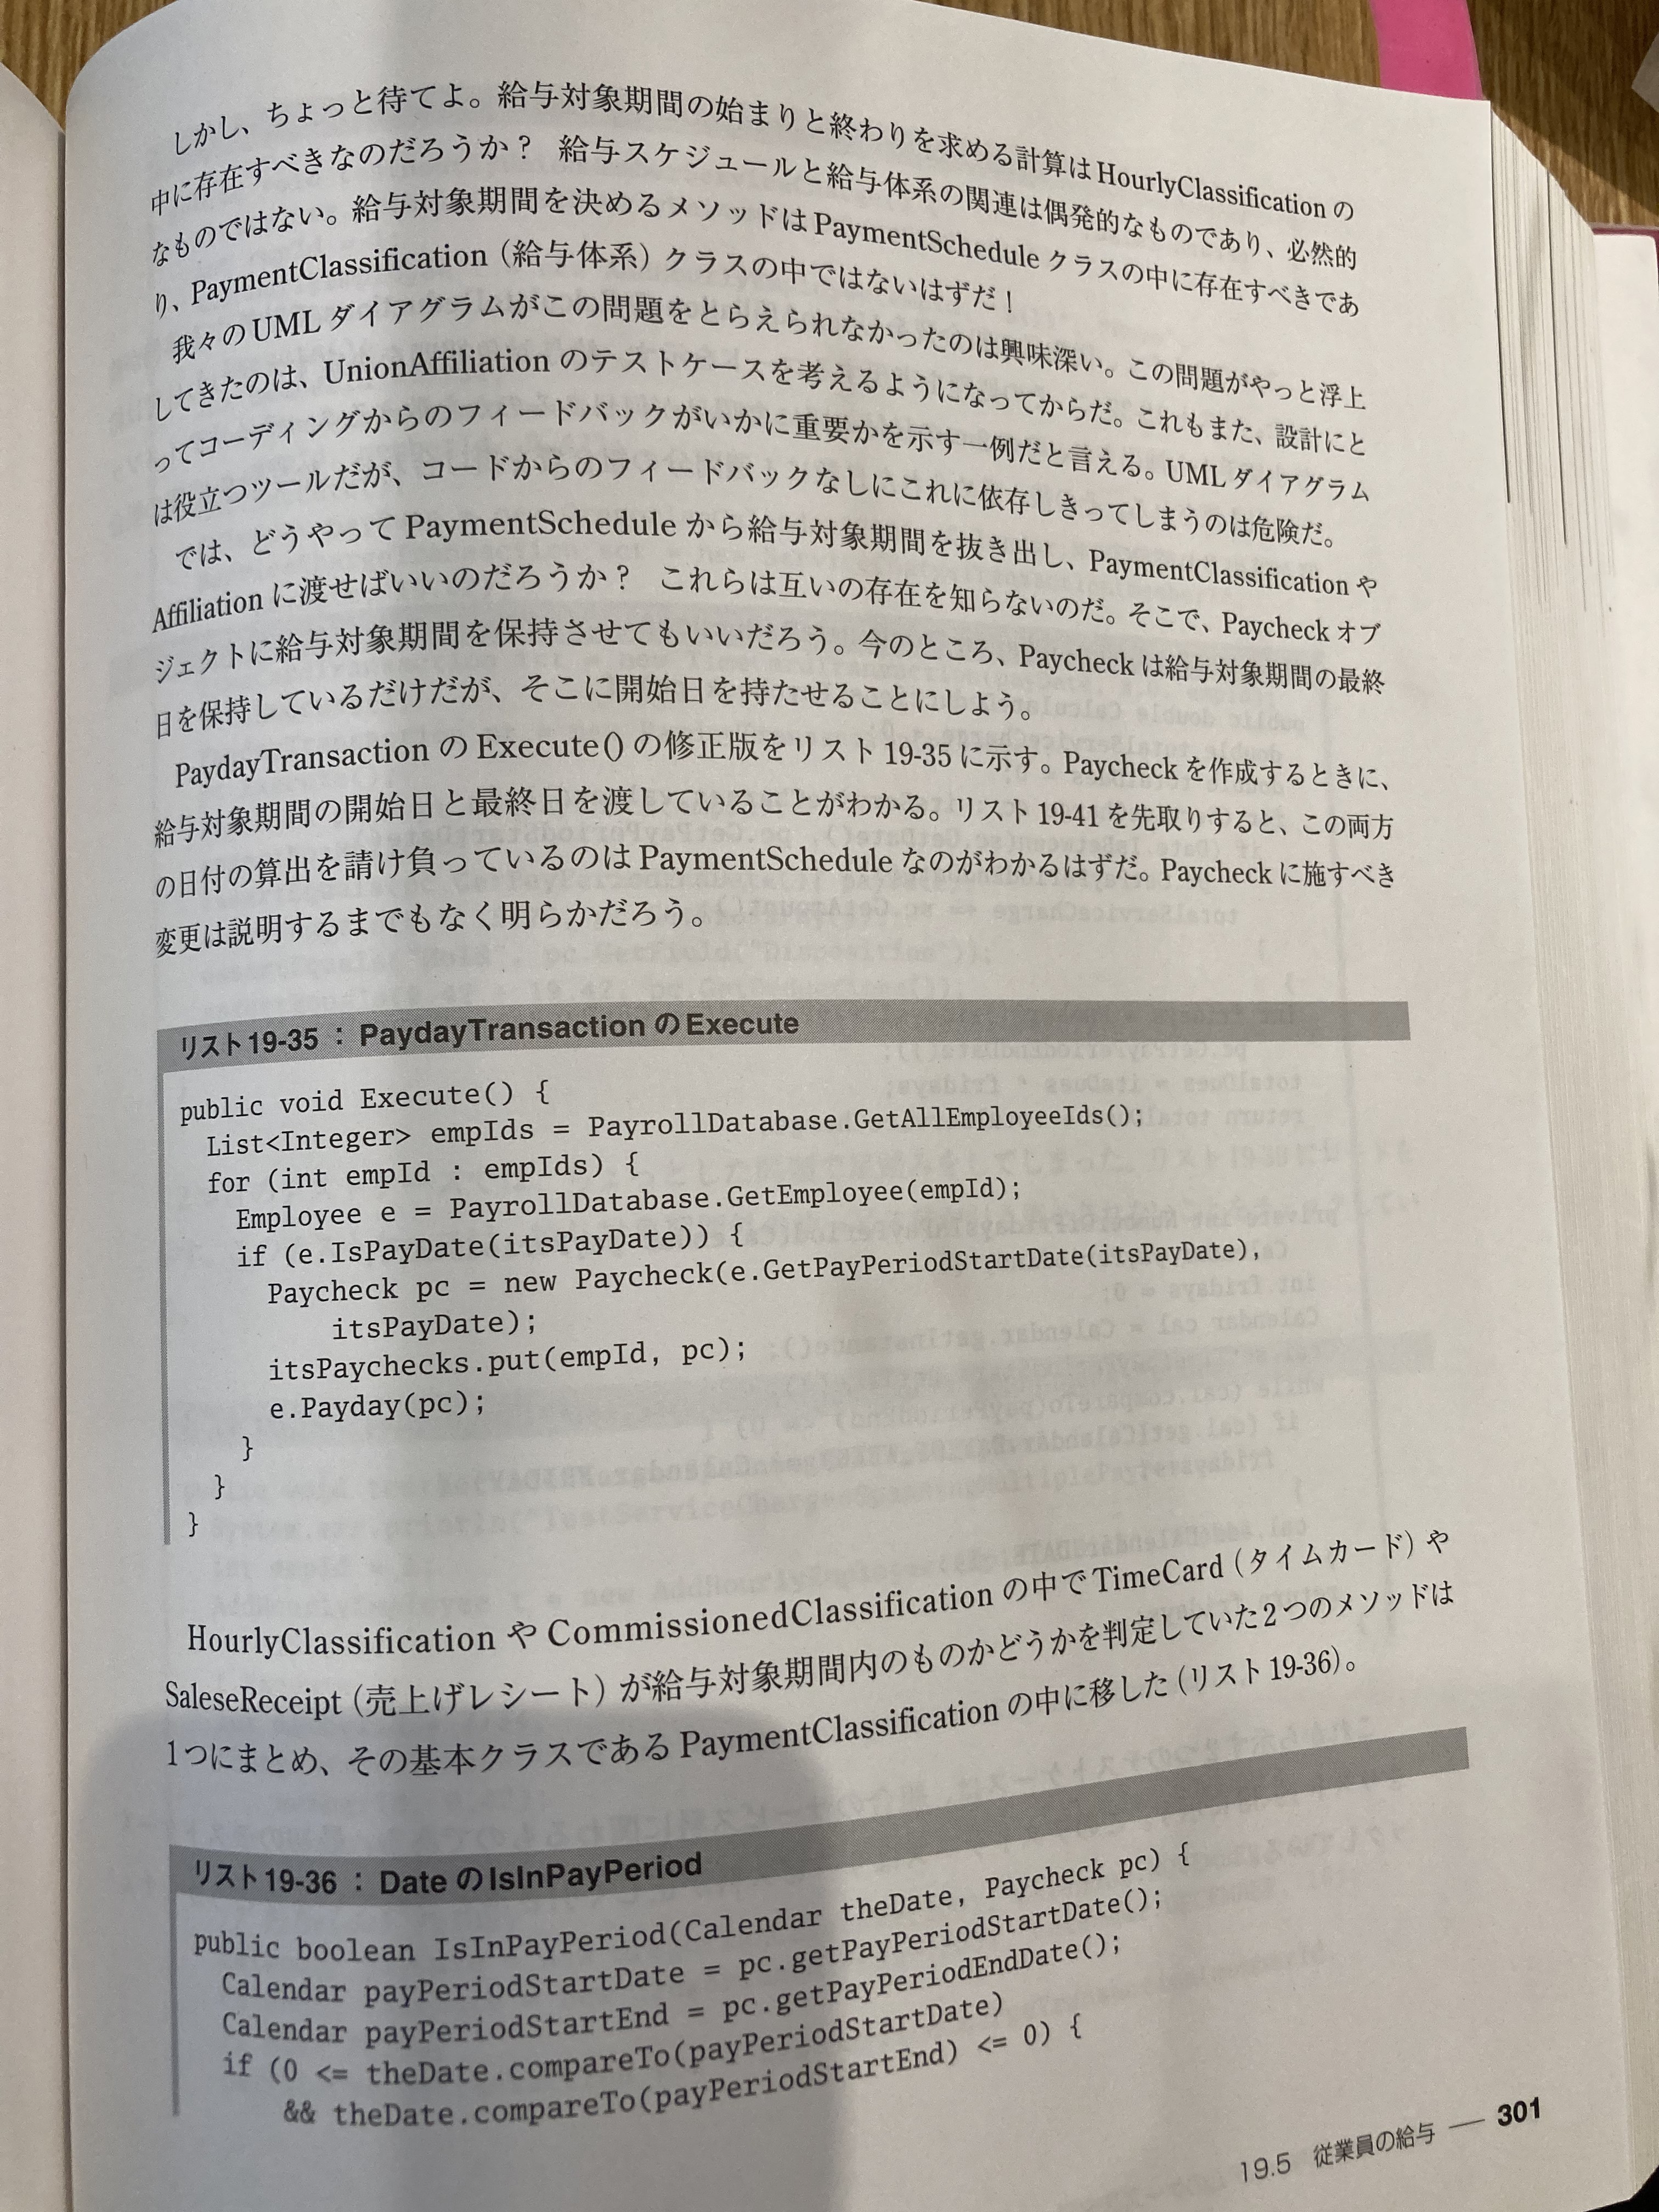 しかし、ちょっと待てよ。給与対象期間の始まりと終わりを求める計算はHourlyClassificationの
中に存在すべきなのだろうか? 給与スケジュールと給与体系の関連は偶発的なものであり、必然的
なものではない。給与対象期間を決めるメソッドはPaymentScheduleクラスの中に存在すべきであ
り、PaymentClassification（給与体系）クラスの中ではないはずだ!
我々のUMLダイアグラムがこの問題をとらえられなかったのは興味深い。この問題がやっと浮上
してきたのは、UnionAffiliationのテストケースを考えるようになってからだ。これもまた、設計にと
ってコーディングからのフィードバックがいかに重要かを示す一例だと言える。UMLダイアグラム
は役立つツールだが、コードからのフィードバックなしにこれに依存しきってしまうのは危険だ。
では、どうやってPaymentScheduleから給与対象期間を抜き出し、PaymentClassificationや
Affiliationに渡せばいいのだろうか? これらは互いの存在を知らないのだ。そこで、Paycheckオブ
ジェクトに給与対象期間を保持させてもいいだろう。今のところ、Paycheckは給与対象期間の最終
日を保持しているだけだが、そこに開始日を持たせることにしよう。
PaydayTransactionのExecute()の修正版をリスト19-35に示す。Paycheckを作成するときに、
給与対象期間の開始日と最終日を渡していることがわかる。リスト19-41を先取りすると、この両方
の日付の算出を請け負っているのはPaymentScheduleなのがわかるはずだ。Paycheckに施すべき
変更は説明するまでもなく明らかだろう。
リスト19-35：PaydayTransactionのExecute
public void Execute() {
List<Integer> empIds = PayrollDatabase.GetAllEmployeeIds();
for (int empId : empIds) {
Employee e = PayrollDatabase.GetEmployee(empId);
if (e.IsPayDate(itsPayDate)) {
Paycheck pc = new Paycheck(e.GetPayPeriodStartDate(itsPayDate),
itsPayDate);
itsPaychecks.put(empId, pc);
e.Payday(pc);
}
}
}
HourlyClassificationやCommissionedClassificationの中でTimeCard（タイムカード）や
SaleseReceipt（売上げレシート）が給与対象期間内のものかどうかを判定していた2つのメソッドは
1つにまとめ、その基本クラスであるPaymentClassificationの中に移した（リスト19-36）。
リスト19-36：DateのIsInPayPeriod
public boolean IsInPayPeriod(Calendar theDate, Paycheck pc) {
Calendar payPeriodStartDate = pc.getPayPeriodStartDate();
Calendar payPeriodStartEnd = pc.getPayPeriodEndDate();
if (0 <= theDate.compareTo(payPeriodStartDate)
&& theDate.compareTo(payPeriodStartEnd) <= 0) {
19.5 従業員の給与 — 301